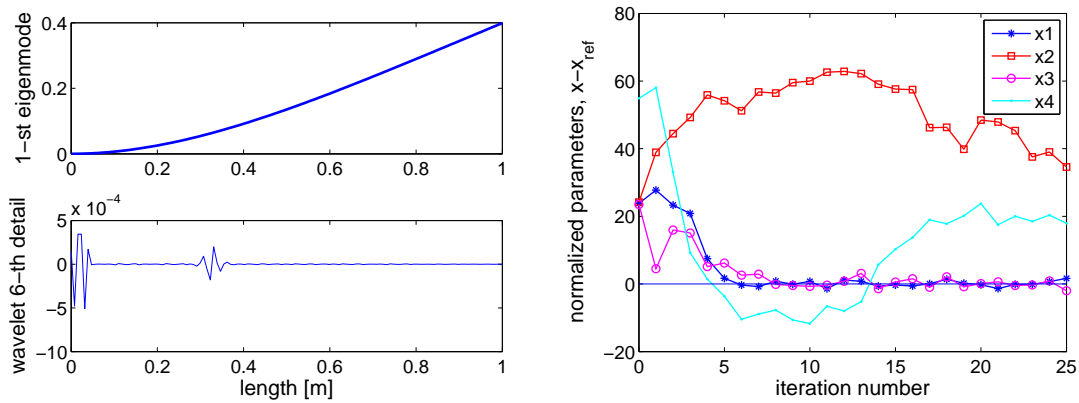 1−st eigenmode
0.4
0.2
0
0 0.2 0.4 0.6 0.8 1
wavelet 6−th detail
x 10−4
5
0
−5
−10
0 0.2 0.4 0.6 0.8 1
length [m]
normalized parameters, x−xref
80
60
40
20
0
−20
0 5 10 15 20 25
iteration number
x1
x2
x3
x4